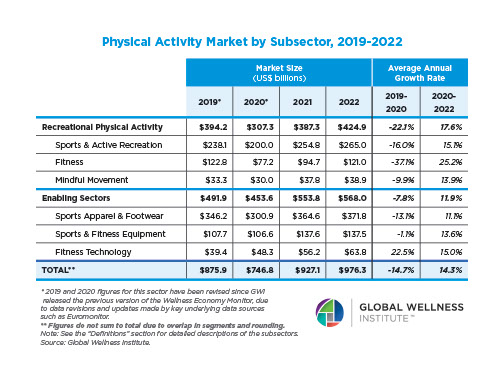 Physical Activity Market by Subsector, 2019-2022
Market Size (US$ billions) Average Annual Growth Rate
2019* 2020* 2021 2022 2019-2020 2020-2022
Recreational Physical Activity $394.2 $307.3 $387.3 $424.9 -22.1% 17.6%
Sports & Active Recreation $238.1 $200.0 $254.8 $265.0 -16.0% 15.1%
Fitness $122.8 $77.2 $94.7 $121.0 -37.1% 25.2%
Mindful Movement $33.3 $30.0 $37.8 $38.9 -9.9% 13.9%
Enabling Sectors $491.9 $453.6 $553.8 $568.0 -7.8% 11.9%
Sports Apparel & Footwear $346.2 $300.9 $364.6 $371.8 -13.1% 11.1%
Sports & Fitness Equipment $107.7 $106.6 $137.6 $137.5 -1.1% 13.6%
Fitness Technology $39.4 $48.3 $56.2 $63.8 22.5% 15.0%
TOTAL** $875.9 $746.8 $927.1 $976.3 -14.7% 14.3%
* 2019 and 2020 figures for this sector have been revised since GWI
released the previous version of the Wellness Economy Monitor, due
to data revisions and updates made by key underlying data sources
such as Euromonitor.
** Figures do not sum to total due to overlap in segments and rounding.
Note: See the "Definitions" section for detailed descriptions of the subsectors.
Source: Global Wellness Institute.
GLOBAL WELLNESS
INSTITUTE™